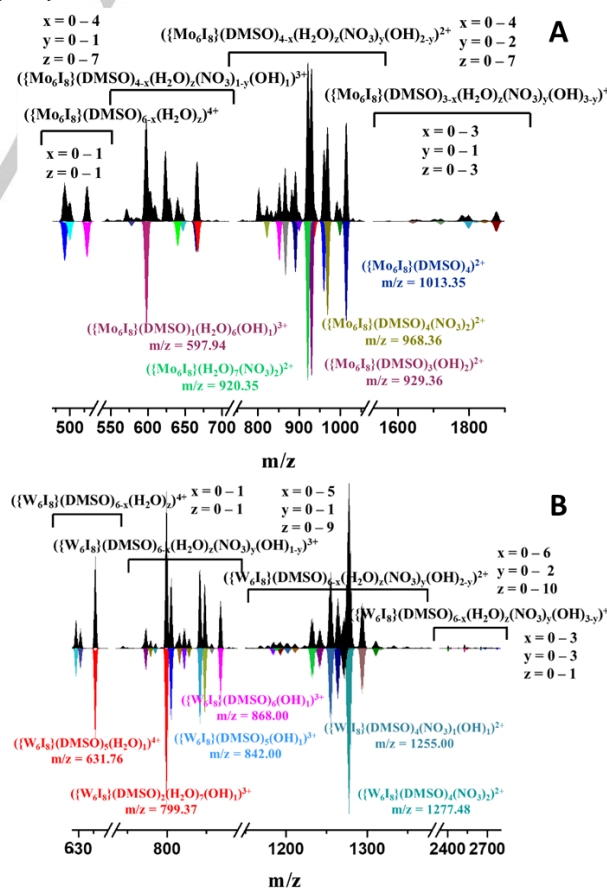 x = 0 – 4
y = 0 – 1
z = 0 – 7
({Mo₆I₈}(DMSO)₄₋ₓ(H₂O)z(NO₃)y(OH)₂₋y)²⁺
x = 0 – 4
y = 0 – 2
z = 0 – 7
A
({Mo₆I₈}(DMSO)₄₋ₓ(H₂O)z(NO₃)₁₋y(OH)₁)³⁺
({Mo₆I₈}(DMSO)₃₋ₓ(H₂O)z(NO₃)y(OH)₃₋y)⁺
({Mo₆I₈}(DMSO)₆₋ₓ(H₂O)z)⁴⁺
x = 0 – 1
z = 0 – 1
x = 0 – 3
y = 0 – 1
z = 0 – 3
({Mo₆I₈}(DMSO)₄)²⁺
m/z = 1013.35
({Mo₆I₈}(DMSO)₁(H₂O)₆(OH)₁)³⁺
m/z = 597.94
({Mo₆I₈}(DMSO)₄(NO₃)₂)²⁺
m/z = 968.36
({Mo₆I₈}(H₂O)₇(NO₃)₂)²⁺
m/z = 920.35
({Mo₆I₈}(DMSO)₃(OH)₂)²⁺
m/z = 929.36
500 550 600 650 700 800 900 1000 1600 1800
m/z
({W₆I₈}(DMSO)₆₋ₓ(H₂O)z)⁴⁺
x = 0 – 1
z = 0 – 1
x = 0 – 5
y = 0 – 1
z = 0 – 9
B
({W₆I₈}(DMSO)₆₋ₓ(H₂O)z(NO₃)y(OH)₁₋y)³⁺
x = 0 – 6
y = 0 – 2
z = 0 – 10
({W₆I₈}(DMSO)₆₋ₓ(H₂O)z(NO₃)y(OH)₂₋y)²⁺
({W₆I₈}(DMSO)₆₋ₓ(H₂O)z(NO₃)y(OH)₃₋y)⁺
x = 0 – 3
y = 0 – 3
z = 0 – 1
({W₆I₈}(DMSO)₆(OH)₁)³⁺
m/z = 868.00
({W₆I₈}(DMSO)₄(NO₃)₁(OH)₁)²⁺
m/z = 1255.00
({W₆I₈}(DMSO)₅(H₂O)₁)⁴⁺
m/z = 631.76
({W₆I₈}(DMSO)₅(OH)₁)³⁺
m/z = 842.00
({W₆I₈}(DMSO)₂(H₂O)₇(OH)₁)³⁺
m/z = 799.37
({W₆I₈}(DMSO)₄(NO₃)₂)²⁺
m/z = 1277.48
630 800 1200 1300 2400 2700
m/z